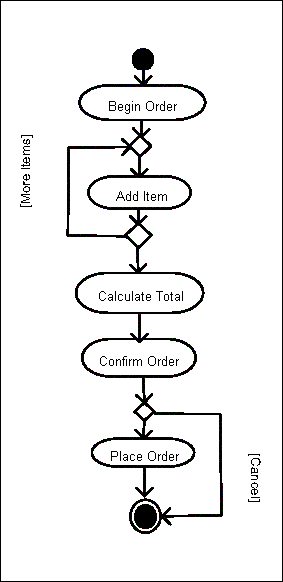 Begin Order
[More Items]
Add Item
Calculate Total
Confirm Order
Place Order
[Cancel]